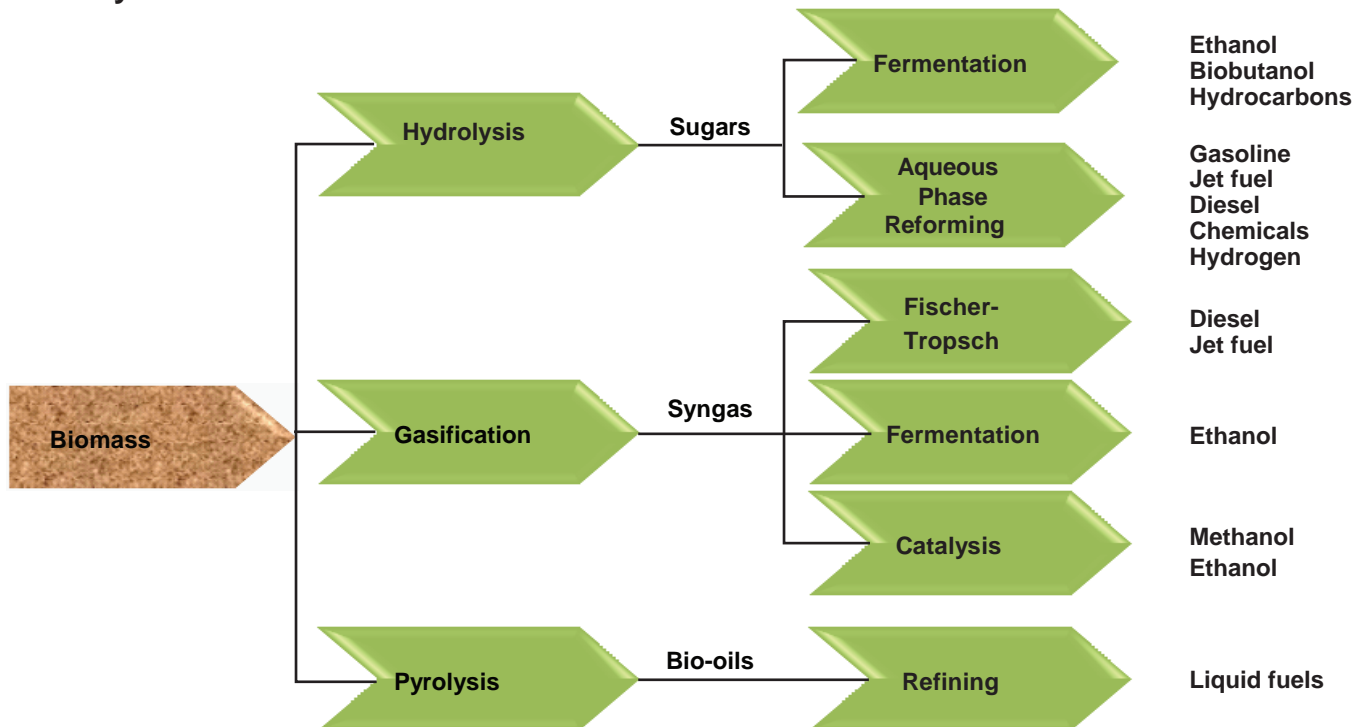 Fermentation
Ethanol
Biobutanol
Hydrocarbons
Hydrolysis
Sugars
Aqueous
Phase
Reforming
Gasoline
Jet fuel
Diesel
Chemicals
Hydrogen
Fischer-
Tropsch
Diesel
Jet fuel
Biomass
Gasification
Syngas
Fermentation
Ethanol
Catalysis
Methanol
Ethanol
Pyrolysis
Bio-oils
Refining
Liquid fuels